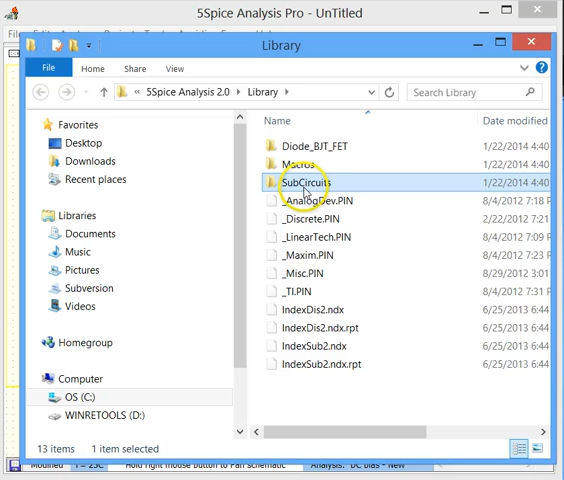 5Spice Analysis Pro - UnTitled
Library
File Home Share View
« 5Spice Analysis 2.0 Library Search Library
Name Date modified
Favorites
Desktop
Downloads
Recent places
Libraries
Documents
Music
Pictures
Subversion
Videos
Homegroup
Computer
OS (C:)
WINRETOOLS (D:)
Diode_BJT_FET 1/22/2014 4:40
Macros 1/22/2014 4:40
SubCircuits 1/22/2014 4:40
_AnalogDev.PIN 8/4/2012 7:18 P
_Discrete.PIN 2/22/2012 7:21
_LinearTech.PIN 8/4/2012 7:09 P
_Maxim.PIN 8/4/2012 7:23 P
_Misc.PIN 8/29/2012 3:01
_TI.PIN 8/4/2012 7:31 P
IndexDis2.ndx 6/25/2013 6:44
IndexDis2.ndx.rpt 6/25/2013 6:44
IndexSub2.ndx 6/25/2013 6:44
IndexSub2.ndx.rpt 6/25/2013 6:44
13 items 1 item selected
Modified T = 25C Hold right mouse button to Pan schematic Analysis: DC bias - New